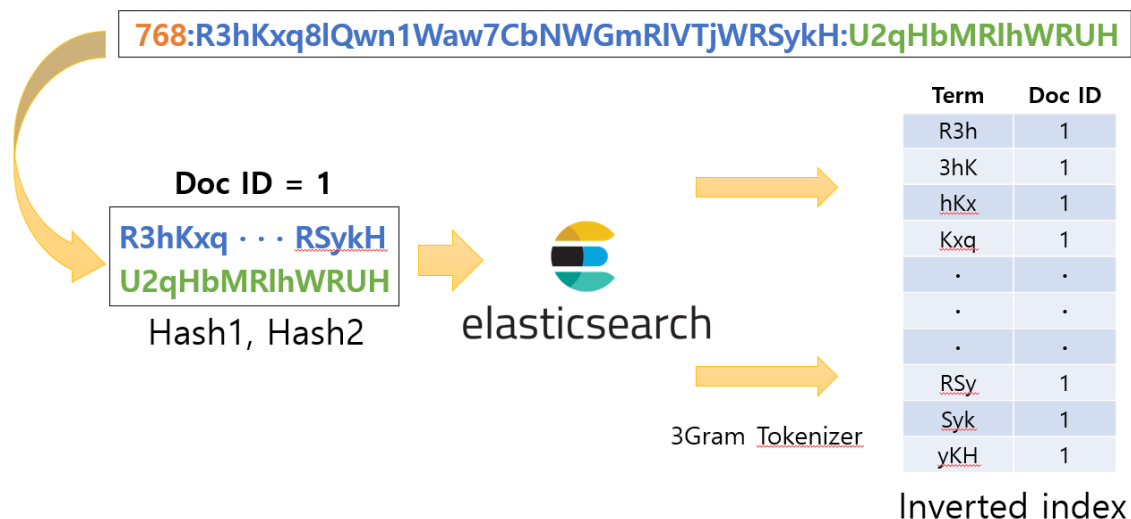 768:R3hKxq8lQwn1Waw7CbNWGmRlVTjWRSykH:U2qHbMRlhWRUH
Doc ID = 1
R3hKxq · · · RSykH
U2qHbMRlhWRUH
Hash1, Hash2
elasticsearch
3Gram Tokenizer
Term Doc ID
R3h 1
3hK 1
hKx 1
Kxq 1
. .
. .
. .
RSy 1
Syk 1
yKH 1
Inverted index